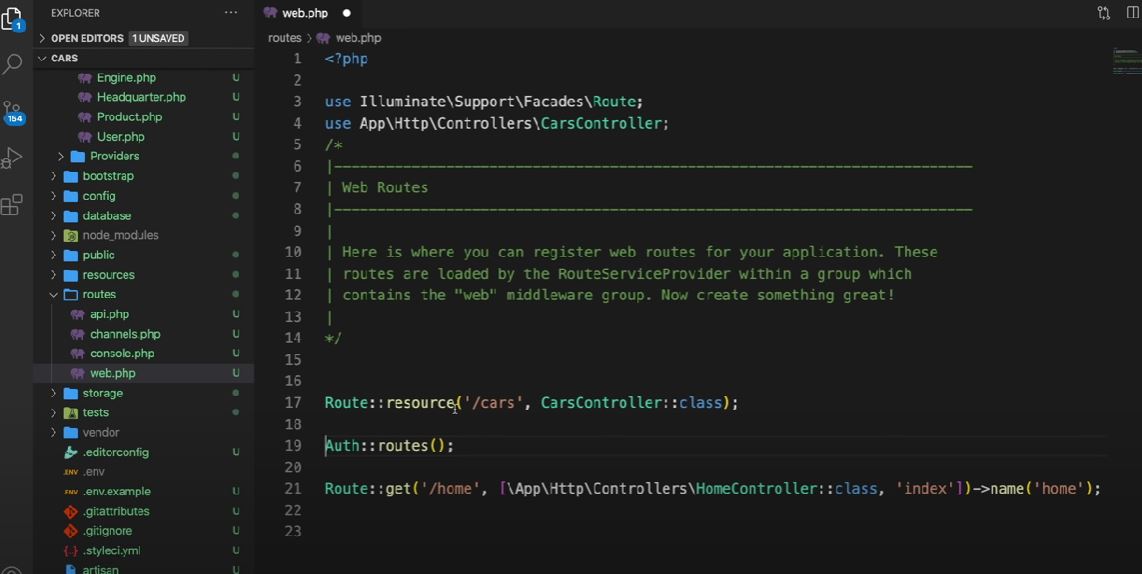 EXPLORER
···
OPEN EDITORS 1 UNSAVED
CARS
Engine.php U
Headquarter.php U
Product.php U
User.php U
Providers
bootstrap
config
database
node_modules
public
resources
routes
api.php U
channels.php U
console.php U
web.php U
storage
tests
vendor
.editorconfig U
.ENV .env
.ENV .env.example U
.gitattributes U
.gitignore U
{..} .styleci.yml U
artisan U
1
154
web.php
routes > web.php
1 <?php
2
3 use Illuminate\Support\Facades\Route;
4 use App\Http\Controllers\CarsController;
5 /*
6 |--------------------------------------------------------------------------
7 | Web Routes
8 |--------------------------------------------------------------------------
9 |
10 | Here is where you can register web routes for your application. These
11 | routes are loaded by the RouteServiceProvider within a group which
12 | contains the "web" middleware group. Now create something great!
13 |
14 */
15
16
17 Route::resource('/cars', CarsController::class);
18
19 Auth::routes();
20
21 Route::get('/home', [\App\Http\Controllers\HomeController::class, 'index'])->name('home');
22
23